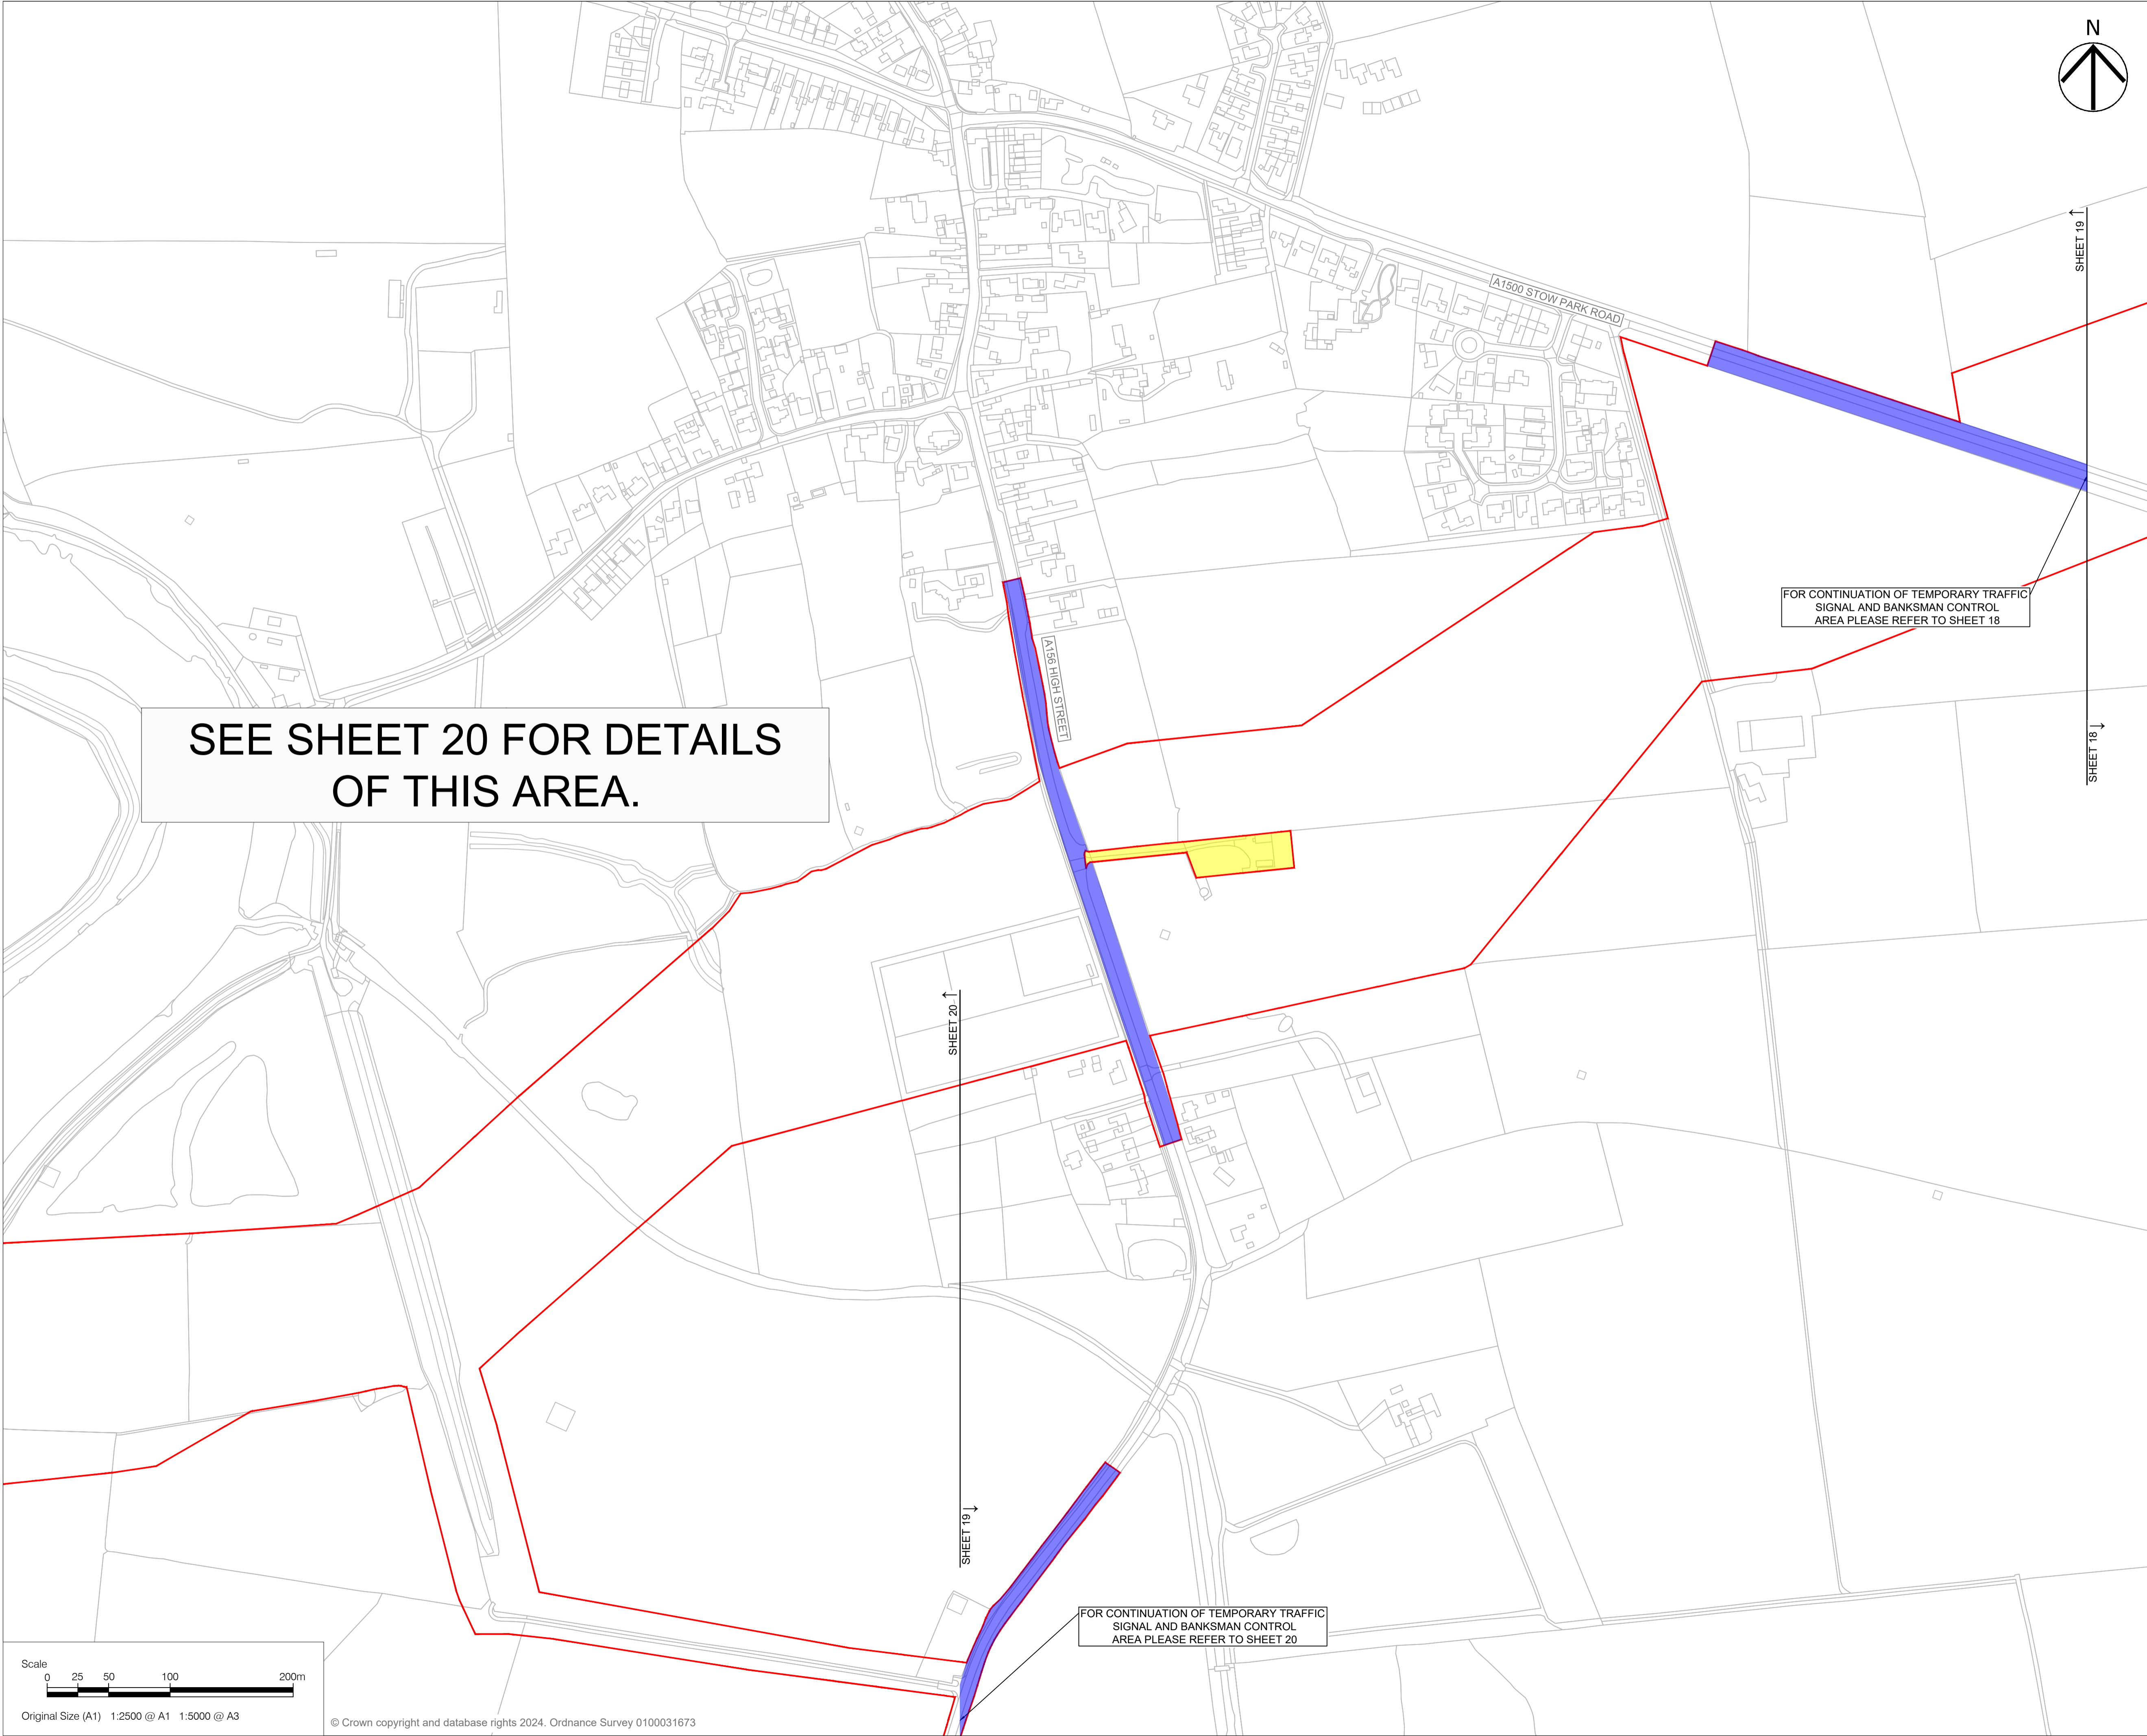 N
SHEET 19
A1500 STOW PARK ROAD
FOR CONTINUATION OF TEMPORARY TRAFFIC
SIGNAL AND BANKSMAN CONTROL
AREA PLEASE REFER TO SHEET 18
A156 HIGH STREET
SHEET 18
SEE SHEET 20 FOR DETAILS
OF THIS AREA.
SHEET 20
SHEET 19
FOR CONTINUATION OF TEMPORARY TRAFFIC
SIGNAL AND BANKSMAN CONTROL
AREA PLEASE REFER TO SHEET 20
Scale
0 25 50 100 200m
Original Size (A1) 1:2500 @ A1 1:5000 @ A3
© Crown copyright and database rights 2024. Ordnance Survey 0100031673